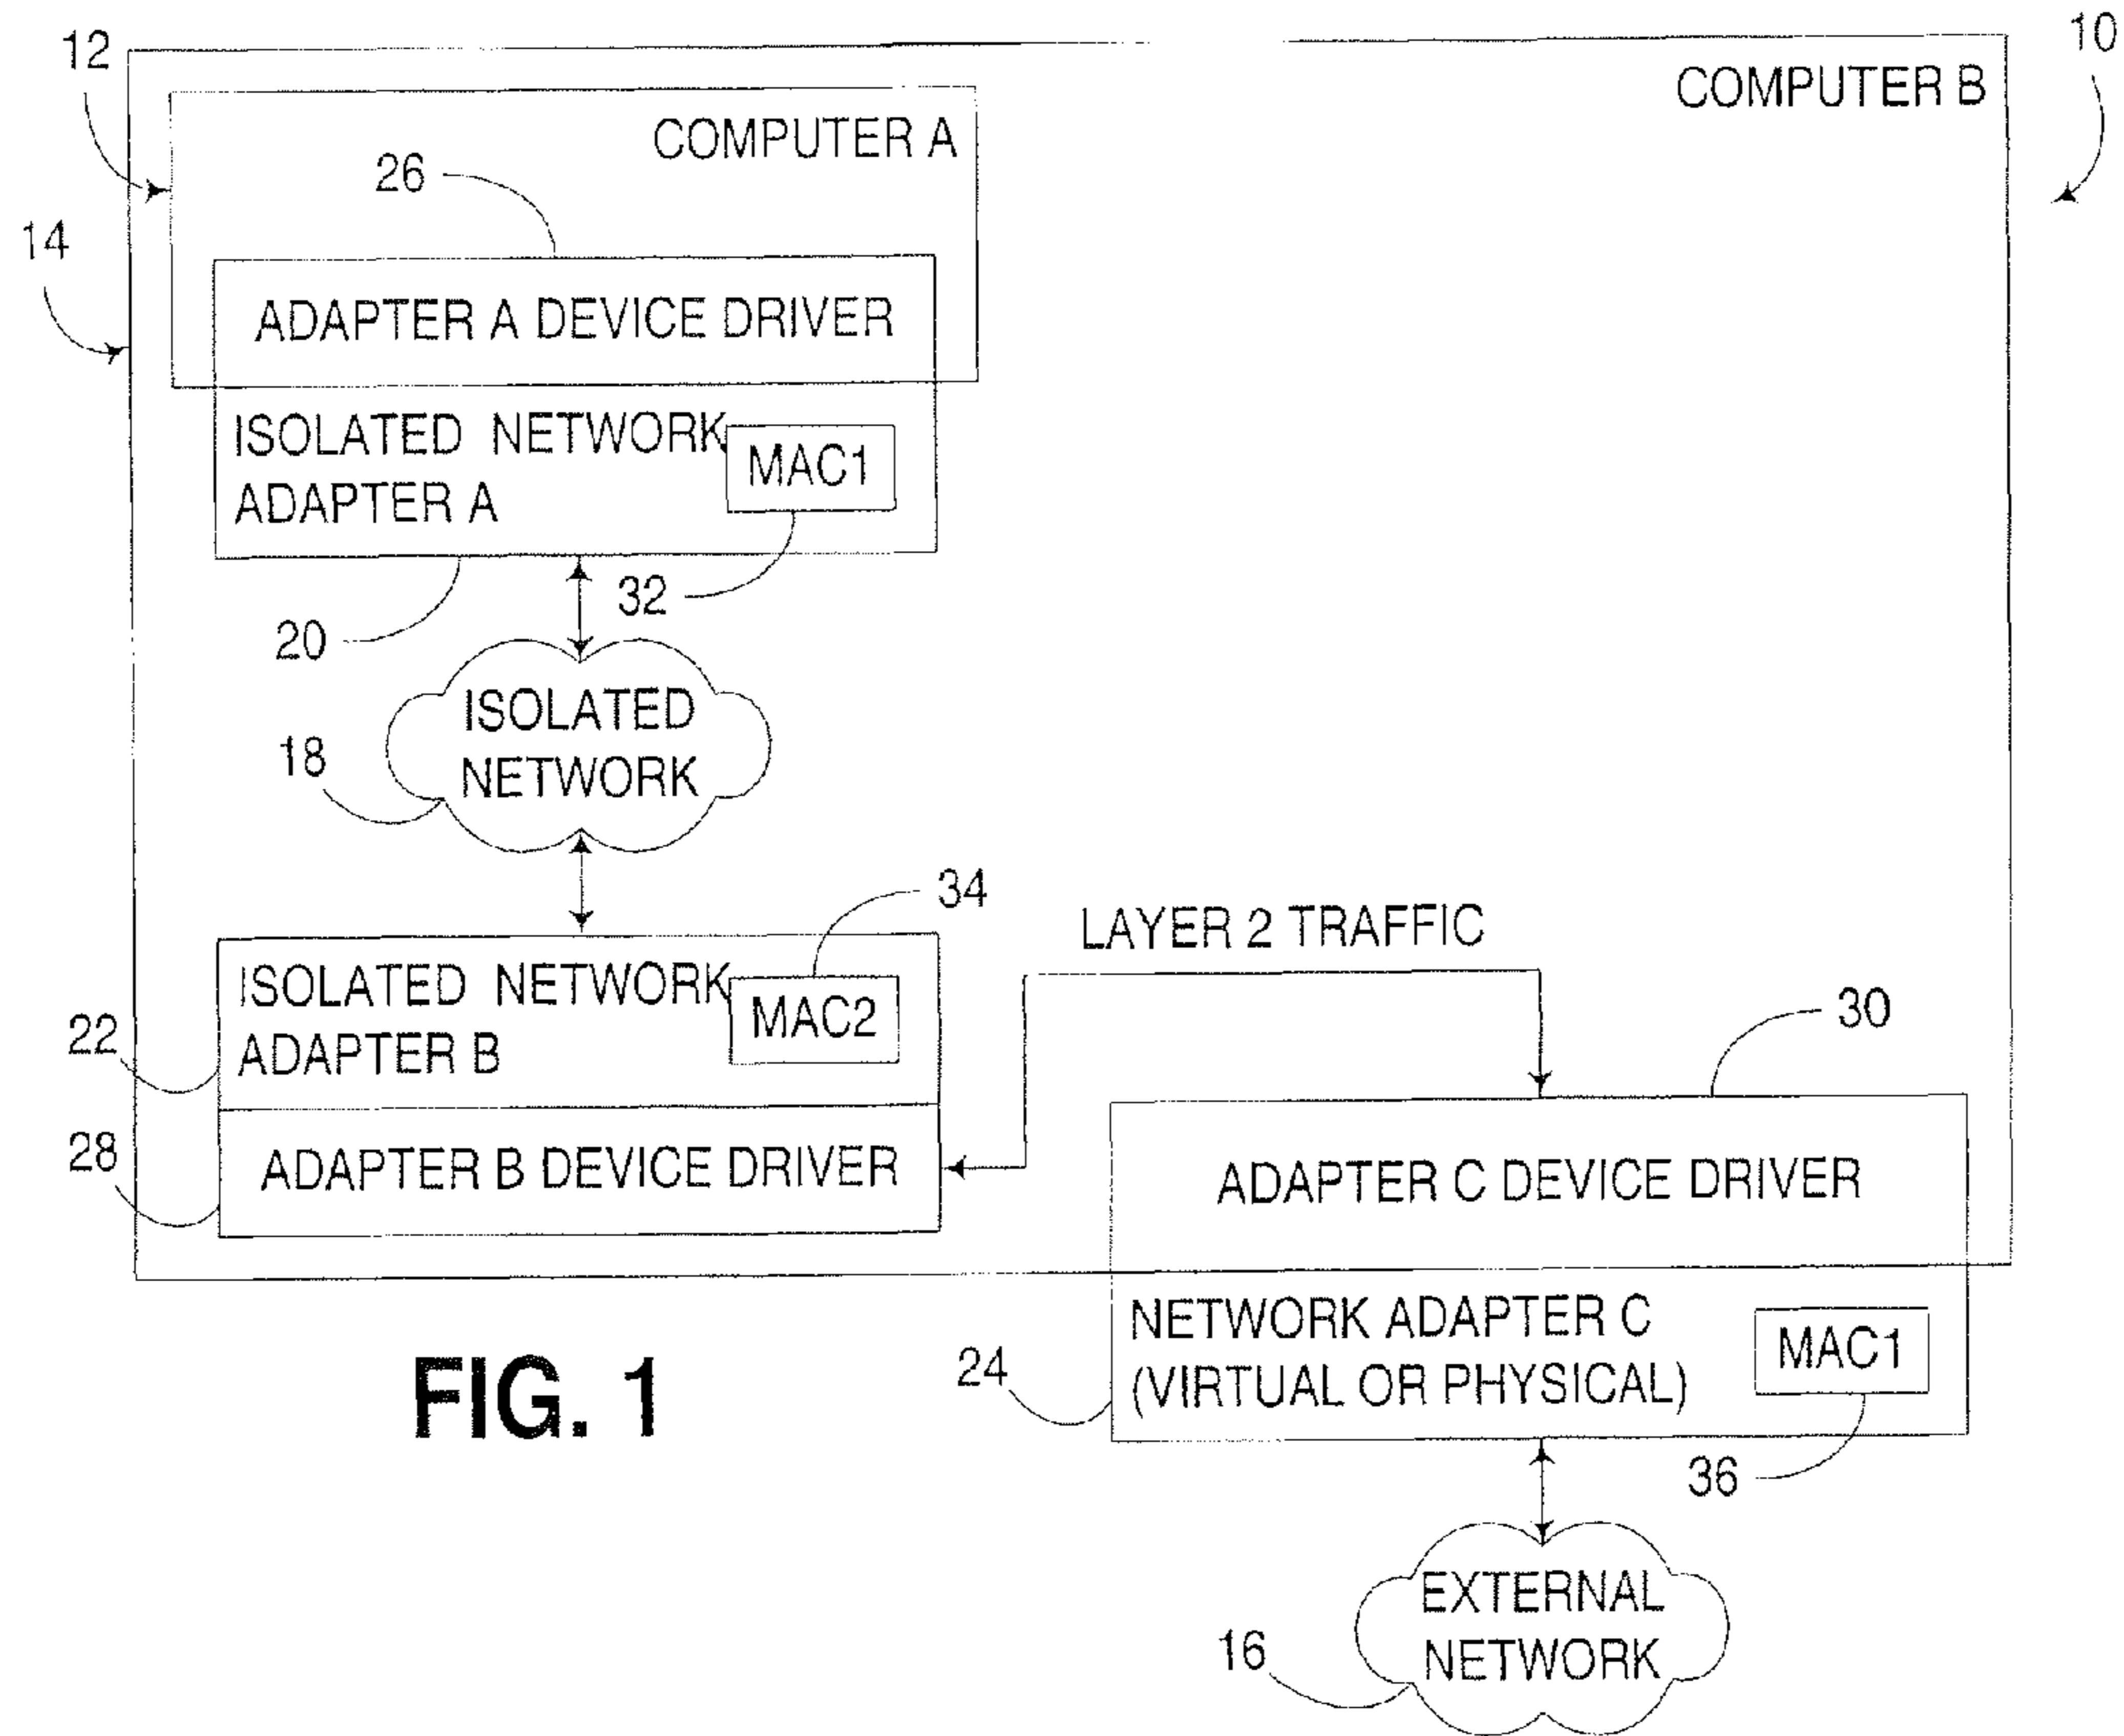 10
12
COMPUTER B
COMPUTER A
26
14
ADAPTER A DEVICE DRIVER
ISOLATED NETWORK
ADAPTER A
MAC1
32
20
ISOLATED
NETWORK
18
34
LAYER 2 TRAFFIC
ISOLATED NETWORK
ADAPTER B
MAC2
30
22
28
ADAPTER B DEVICE DRIVER
ADAPTER C DEVICE DRIVER
NETWORK ADAPTER C
(VIRTUAL OR PHYSICAL)
MAC1
24
36
FIG. 1
EXTERNAL
NETWORK
16